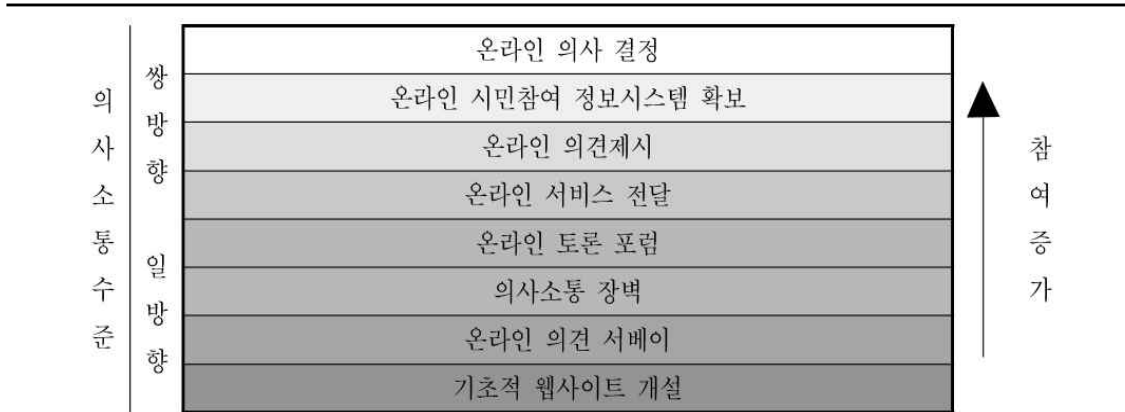 온라인 의사 결정
온라인 시민참여 정보시스템 확보
온라인 의견제시
온라인 서비스 전달
온라인 토론 포럼
의사소통 장벽
온라인 의견 서베이
기초적 웹사이트 개설
의사소통수준
쌍방향
일방향
참여증가